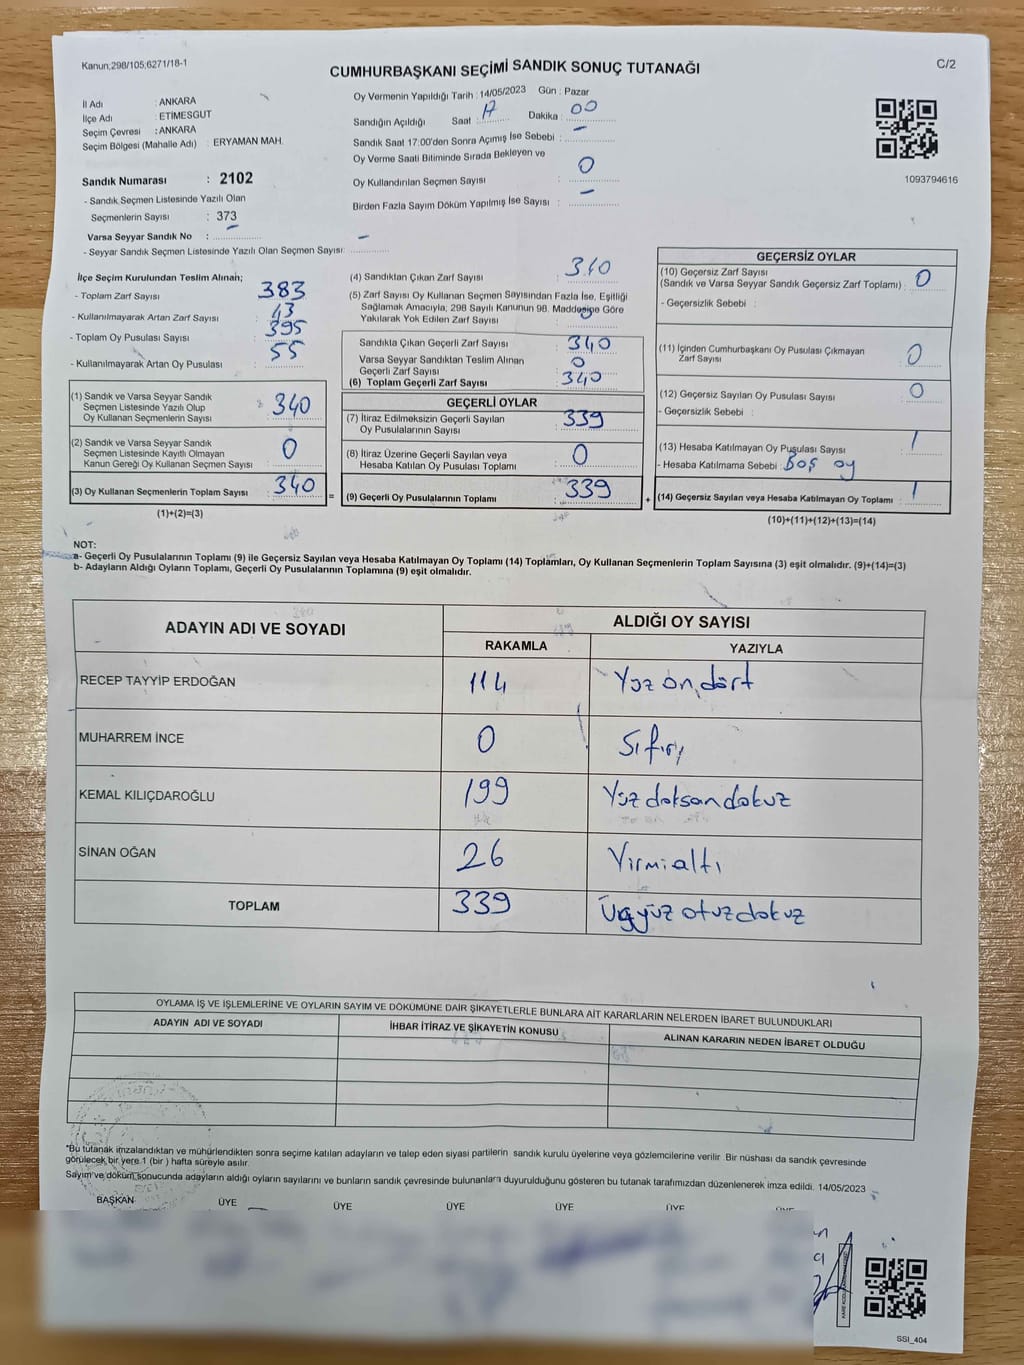 Kanun;298/105;6271/18-1
CUMHURBAŞKANI SEÇİMİ SANDIK SONUÇ TUTANAĞI
C/2
İl Adı : ANKARA
İlçe Adı : ETİMESGUT
Seçim Çevresi : ANKARA
Seçim Bölgesi (Mahalle Adı) : ERYAMAN MAH.
Oy Vermenin Yapıldığı Tarih : 14/05/2023 Gün : Pazar
Sandığın Açıldığı Saat : 17 Dakika : 00
Sandık Saat 17:00'den Sonra Açımış İse Sebebi : –
Oy Verme Saati Bitiminde Sırada Bekleyen ve
Oy Kullandırılan Seçmen Sayısı : 0
Birden Fazla Sayım Döküm Yapılmış İse Sayısı : –
1093794616
Sandık Numarası : 2102
- Sandık Seçmen Listesinde Yazılı Olan
Seçmenlerin Sayısı : 373
Varsa Seyyar Sandık No : –
- Seyyar Sandık Seçmen Listesinde Yazılı Olan Seçmen Sayısı: –
İlçe Seçim Kurulundan Teslim Alınan;
- Toplam Zarf Sayısı : 383
- Kullanılmayarak Artan Zarf Sayısı : 43
- Toplam Oy Pusulası Sayısı : 395
- Kullanılmayarak Artan Oy Pusulası : 55
(1) Sandık ve Varsa Seyyar Sandık
Seçmen Listesinde Yazılı Olup
Oy Kullanan Seçmenlerin Sayısı : 340
(2) Sandık ve Varsa Seyyar Sandık
Seçmen Listesinde Kayıtlı Olmayan
Kanun Gereği Oy Kullanan Seçmen Sayısı : 0
(3) Oy Kullanan Seçmenlerin Toplam Sayısı : 340
=
(1)+(2)=(3)
(4) Sandıktan Çıkan Zarf Sayısı : 340
(5) Zarf Sayısı Oy Kullanan Seçmen Sayısından Fazla İse, Eşitliği
Sağlamak Amacıyla, 298 Sayılı Kanunun 98. Maddesine Göre
Yakılarak Yok Edilen Zarf Sayısı : 0
Sandıkla Çıkan Geçerli Zarf Sayısı : 340
Varsa Seyyar Sandıktan Teslim Alınan
Geçerli Zarf Sayısı : 0
(6) Toplam Geçerli Zarf Sayısı : 340
GEÇERLİ OYLAR
(7) İtiraz Edilmeksizin Geçerli Sayılan
Oy Pusulalarının Sayısı : 339
(8) İtiraz Üzerine Geçerli Sayılan veya
Hesaba Katılan Oy Pusulası Toplamı : 0
(9) Geçerli Oy Pusulalarının Toplamı : 339
+
GEÇERSİZ OYLAR
(10) Geçersiz Zarf Sayısı
(Sandık ve Varsa Seyyar Sandık Geçersiz Zarf Toplamı) : 0
- Geçersizlik Sebebi :
(11) İçinden Cumhurbaşkanı Oy Pusulası Çıkmayan
Zarf Sayısı : 0
(12) Geçersiz Sayılan Oy Pusulası Sayısı : 0
- Geçersizlik Sebebi :
(13) Hesaba Katılmayan Oy Pusulası Sayısı : 1
- Hesaba Katılmama Sebebi : Boş oy
(14) Geçersiz Sayılan veya Hesaba Katılmayan Oy Toplamı : 1
(10)+(11)+(12)+(13)=(14)
NOT:
a- Geçerli Oy Pusulalarının Toplamı (9) ile Geçersiz Sayılan veya Hesaba Katılmayan Oy Toplamı (14) Toplamları, Oy Kullanan Seçmenlerin Toplam Sayısına (3) eşit olmalıdır. (9)+(14)=(3)
b- Adayların Aldığı Oyların Toplamı, Geçerli Oy Pusulalarının Toplamına (9) eşit olmalıdır.
ADAYIN ADI VE SOYADI
ALDIĞI OY SAYISI
RAKAMLA YAZIYLA
RECEP TAYYİP ERDOĞAN 114 Yüz on dört
MUHARREM İNCE 0 Sıfır
KEMAL KILIÇDAROĞLU 199 Yüz doksan dokuz
SİNAN OĞAN 26 Yirmi altı
TOPLAM 339 Üçyüz otuz dokuz
OYLAMA İŞ VE İŞLEMLERİNE VE OYLARIN SAYIM VE DÖKÜMÜNE DAİR ŞİKAYETLERLE BUNLARA AİT KARARLARIN NELERDEN İBARET BULUNDUKLARI
ADAYIN ADI VE SOYADI İHBAR İTİRAZ VE ŞİKAYETİN KONUSU ALINAN KARARIN NEDEN İBARET OLDUĞU
*Bu tutanak imzalandıktan ve mühürlendikten sonra seçime katılan adayların ve talep eden siyasi partilerin sandık kurulu üyelerine veya gözlemcilerine verilir. Bir nüshası da sandık çevresinde
görülecek bir yere 1 (bir) hafta süreyle asılır.
Sayım ve döküm sonucunda adayların aldığı oyların sayılarını ve bunların sandık çevresinde bulunanlara duyurulduğunu gösteren bu tutanak tarafımızdan düzenlenerek imza edildi. 14/05/2023
BAŞKAN ÜYE ÜYE ÜYE ÜYE ÜYE ÜYE
SSI_404